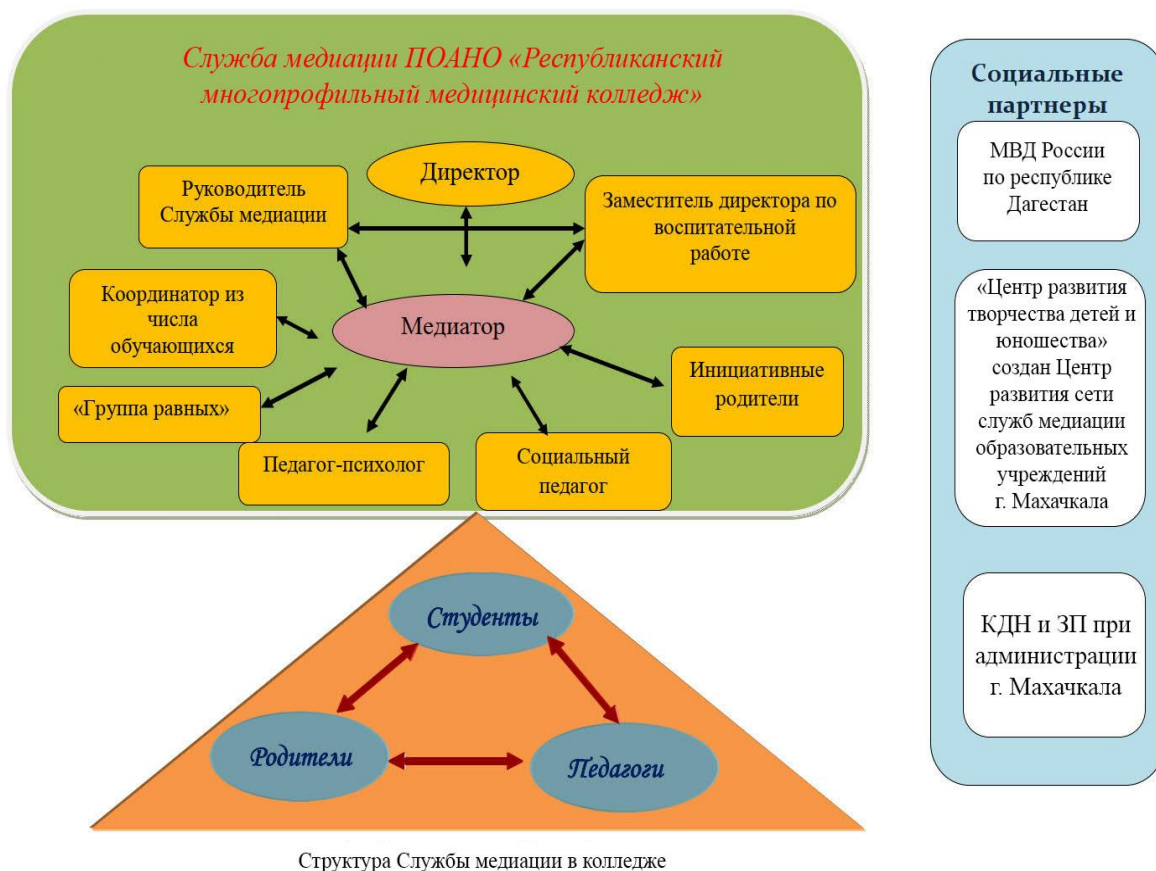 Служба медиации ПОАНО «Республиканский
многопрофильный медицинский колледж»
Директор
Руководитель
Службы медиации
Заместитель директора по
воспитательной
работе
Координатор из
числа
обучающихся
Медиатор
«Группа равных»
Инициативные
родители
Педагог-психолог
Социальный
педагог
Студенты
Родители
Педагоги
Структура Службы медиации в колледже
Социальные
партнеры
МВД России
по республике
Дагестан
«Центр развития
творчества детей и
юношества»
создан Центр
развития сети
служб медиации
образовательных
учреждений
г. Махачкала
КДН и ЗП при
администрации
г. Махачкала